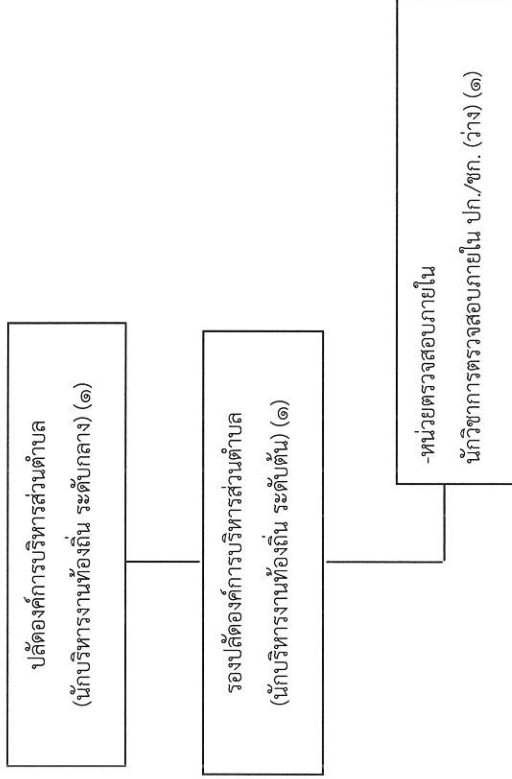 ปลัดองค์การบริหารส่วนตำบล
(นักบริหารงานท้องถิ่น ระดับกลาง) (๑)
รองปลัดองค์การบริหารส่วนตำบล
(นักบริหารงานท้องถิ่น ระดับต้น) (๑)
-หน่วยตรวจสอบภายใน
นักวิชาการตรวจสอบภายใน ปก./ชก. (ว่าง) (๑)